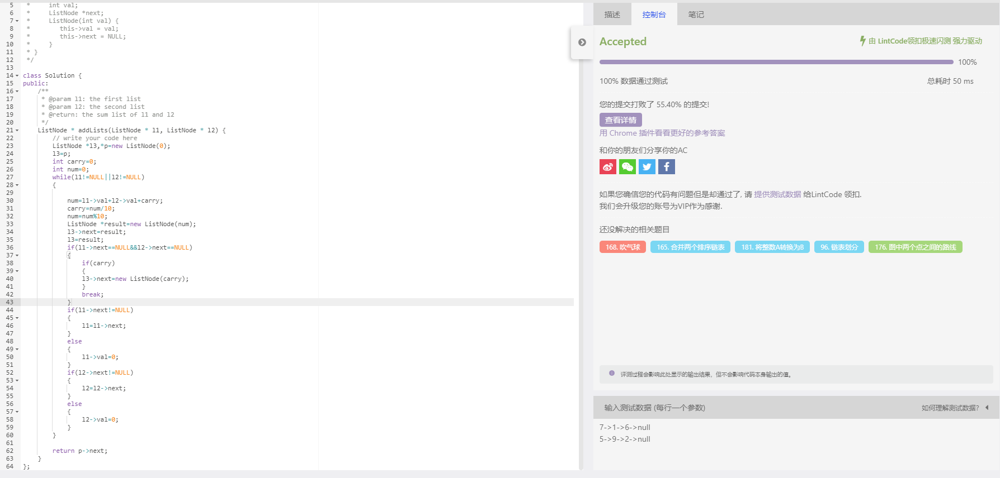 5 *     int val;
6 *     ListNode *next;
7 *     ListNode(int val) {
8 *        this->val = val;
9 *        this->next = NULL;
10 *     }
11 * }
12 */
13
14 class Solution {
15 public:
16     /**
17      * @param l1: the first list
18      * @param l2: the second list
19      * @return: the sum list of l1 and l2
20      */
21     ListNode * addLists(ListNode * l1, ListNode * l2) {
22         // write your code here
23         ListNode *l3,*p=new ListNode(0);
24         l3=p;
25         int carry=0;
26         int num=0;
27         while(l1!=NULL||l2!=NULL)
28         {
29
30             num=l1->val+l2->val+carry;
31             carry=num/10;
32             num=num%10;
33             ListNode *result=new ListNode(num);
34             l3->next=result;
35             l3=result;
36             if(l1->next==NULL&&l2->next==NULL)
37             {
38                 if(carry)
39                 {
40                 l3->next=new ListNode(carry);
41                 }
42                 break;
43             }
44             if(l1->next!=NULL)
45             {
46                 l1=l1->next;
47             }
48             else
49             {
50                 l1->val=0;
51             }
52             if(l2->next!=NULL)
53             {
54                 l2=l2->next;
55             }
56             else
57             {
58                 l2->val=0;
59             }
60         }
61
62         return p->next;
63     }
64 };
描述 控制台 笔记
Accepted 由 LintCode领扣极速闪测 强力驱动
100%
100% 数据通过测试 总耗时 50 ms
您的提交打败了 55.40% 的提交!
查看详情
用 Chrome 插件看看更好的参考答案
和你的朋友们分享你的AC
如果您确信您的代码有问题但是却通过了, 请 提供测试数据 给LintCode 领扣.
我们会升级您的账号为VIP作为感谢.
还没解决的相关题目
168. 吹气球 165. 合并两个排序链表 181. 将整数A转换为B 96. 链表划分 176. 图中两个点之间的路线
评测过程会影响此处显示的输出结果，但不会影响代码本身输出的值。
输入测试数据 (每行一个参数) 如何理解测试数据?
7->1->6->null
5->9->2->null